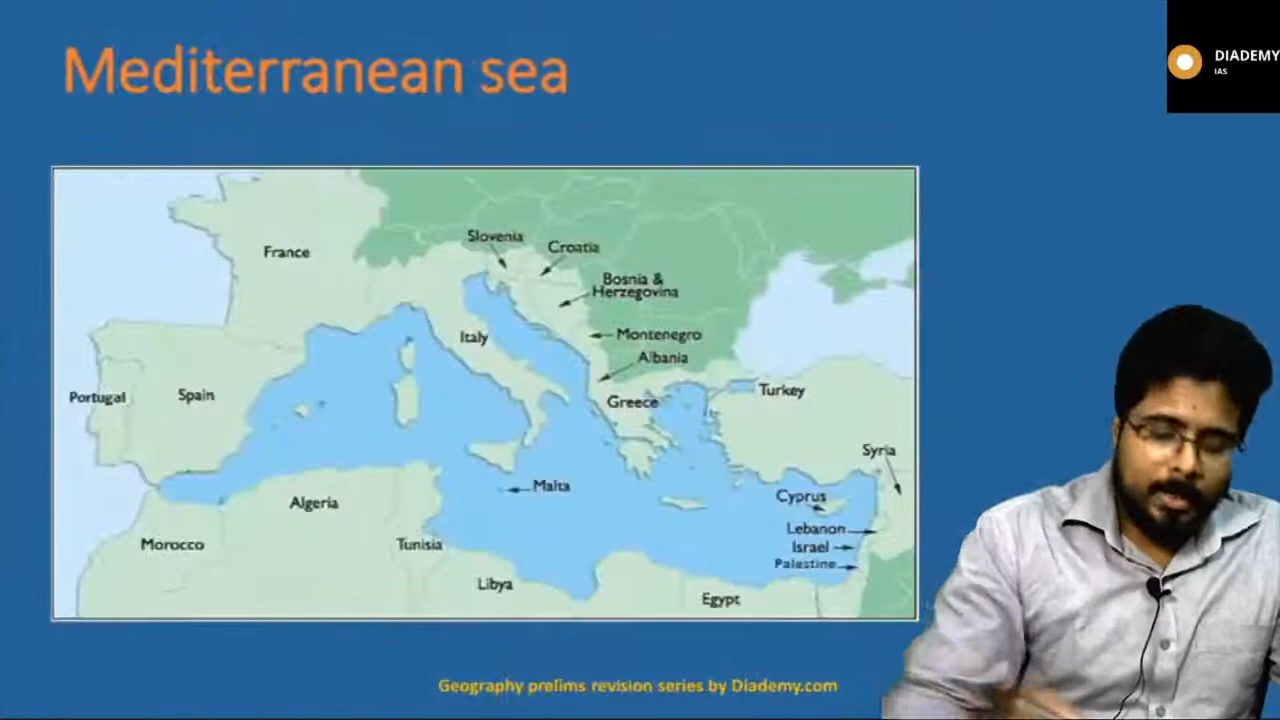 Mediterranean sea
DIADEMY
IAS
Slovenia
Croatia
France
Bosnia &
Herzegovina
Italy
Montenegro
Albania
Portugal
Spain
Greece
Turkey
Syria
Malta
Cyprus
Algeria
Lebanon
Morocco
Tunisia
Israel
Palestine
Libya
Egypt
Geography prelims revision series by Diademy.com